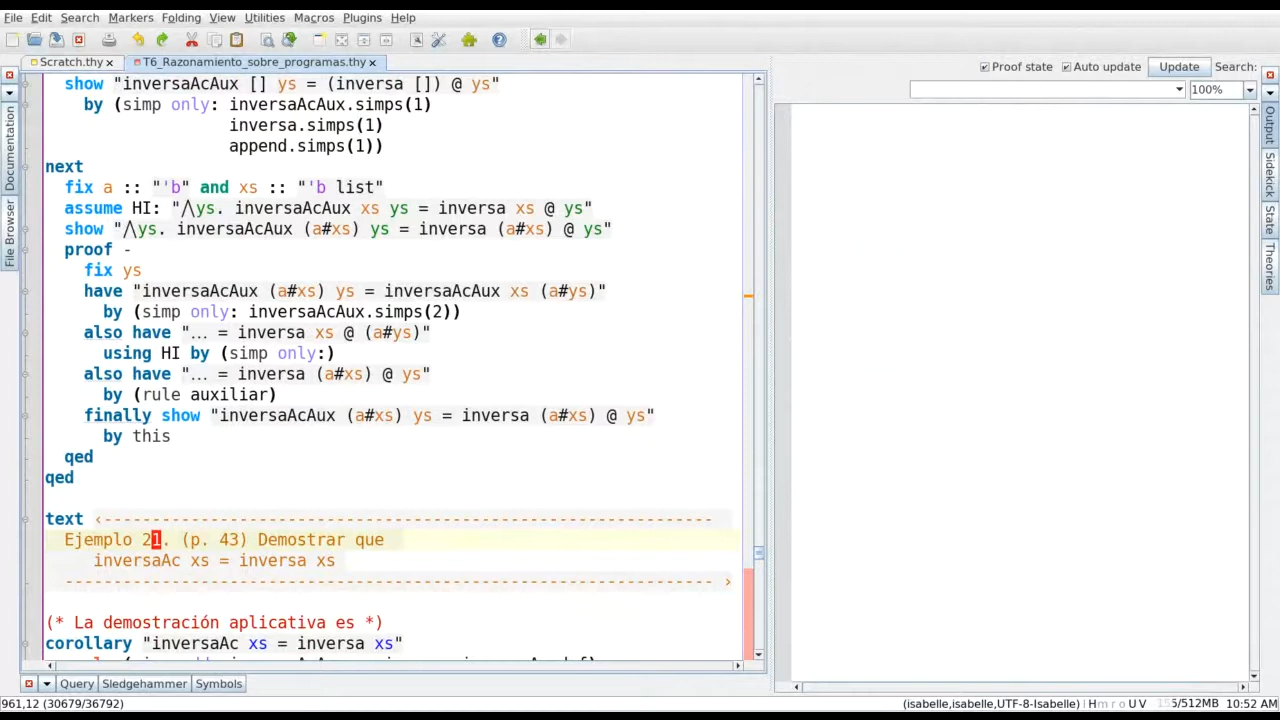 File Edit Search Markers Folding View Utilities Macros Plugins Help
Scratch.thy T6_Razonamiento_sobre_programas.thy
Proof state Auto update Update Search:
100%
Documentation
File Browser
show "inversaAcAux [] ys = (inversa []) @ ys"
by (simp only: inversaAcAux.simps(1)
inversa.simps(1)
append.simps(1))
next
fix a :: "'b" and xs :: "'b list"
assume HI: "⋀ys. inversaAcAux xs ys = inversa xs @ ys"
show "⋀ys. inversaAcAux (a#xs) ys = inversa (a#xs) @ ys"
proof -
fix ys
have "inversaAcAux (a#xs) ys = inversaAcAux xs (a#ys)"
by (simp only: inversaAcAux.simps(2))
also have "… = inversa xs @ (a#ys)"
using HI by (simp only:)
also have "… = inversa (a#xs) @ ys"
by (rule auxiliar)
finally show "inversaAcAux (a#xs) ys = inversa (a#xs) @ ys"
by this
qed
qed
text ‹---------------------------------------------------------------
Ejemplo 21. (p. 43) Demostrar que
inversaAc xs = inversa xs
------------------------------------------------------------------- ›
(* La demostración aplicativa es *)
corollary "inversaAc xs = inversa xs"
Output
Sidekick
State
Theories
Query Sledgehammer Symbols
961,12 (30679/36792)
(isabelle,isabelle,UTF-8-Isabelle) | H m r o U V
5/512MB 10:52 AM